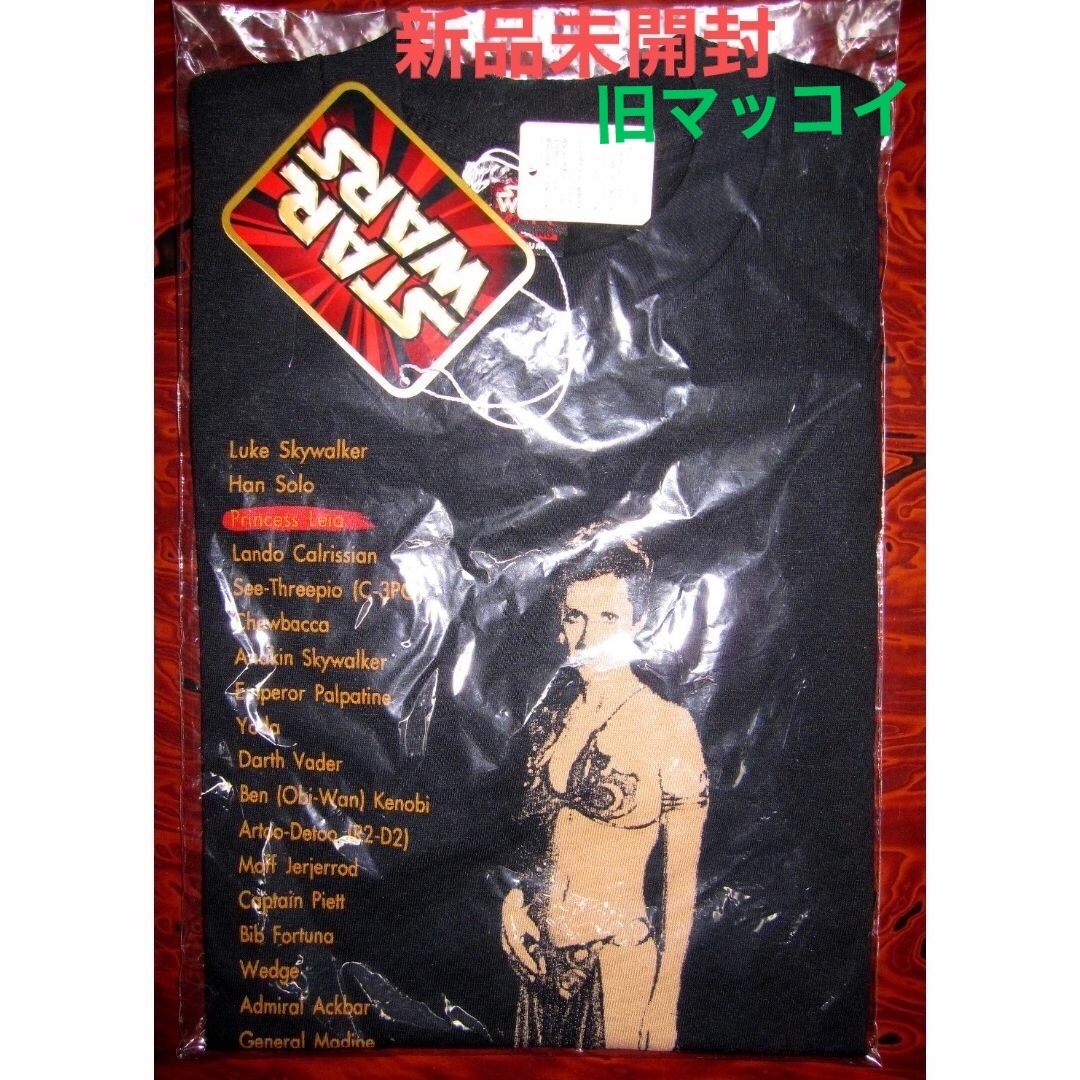 新品未開封
旧マッコイ
STAR
WARS
Luke Skywalker
Han Solo
Princess Leia
Lando Calrissian
See-Threepio (C-3PO
Chewbacca
Anakin Skywalker
Emperor Palpatine
Yoda
Darth Vader
Ben (Obi-Wan) Kenobi
Artoo-Detoo (R2-D2)
Moff Jerjerrod
Captain Piett
Bib Fortuna
Wedge
Admiral Ackbar
General Madine